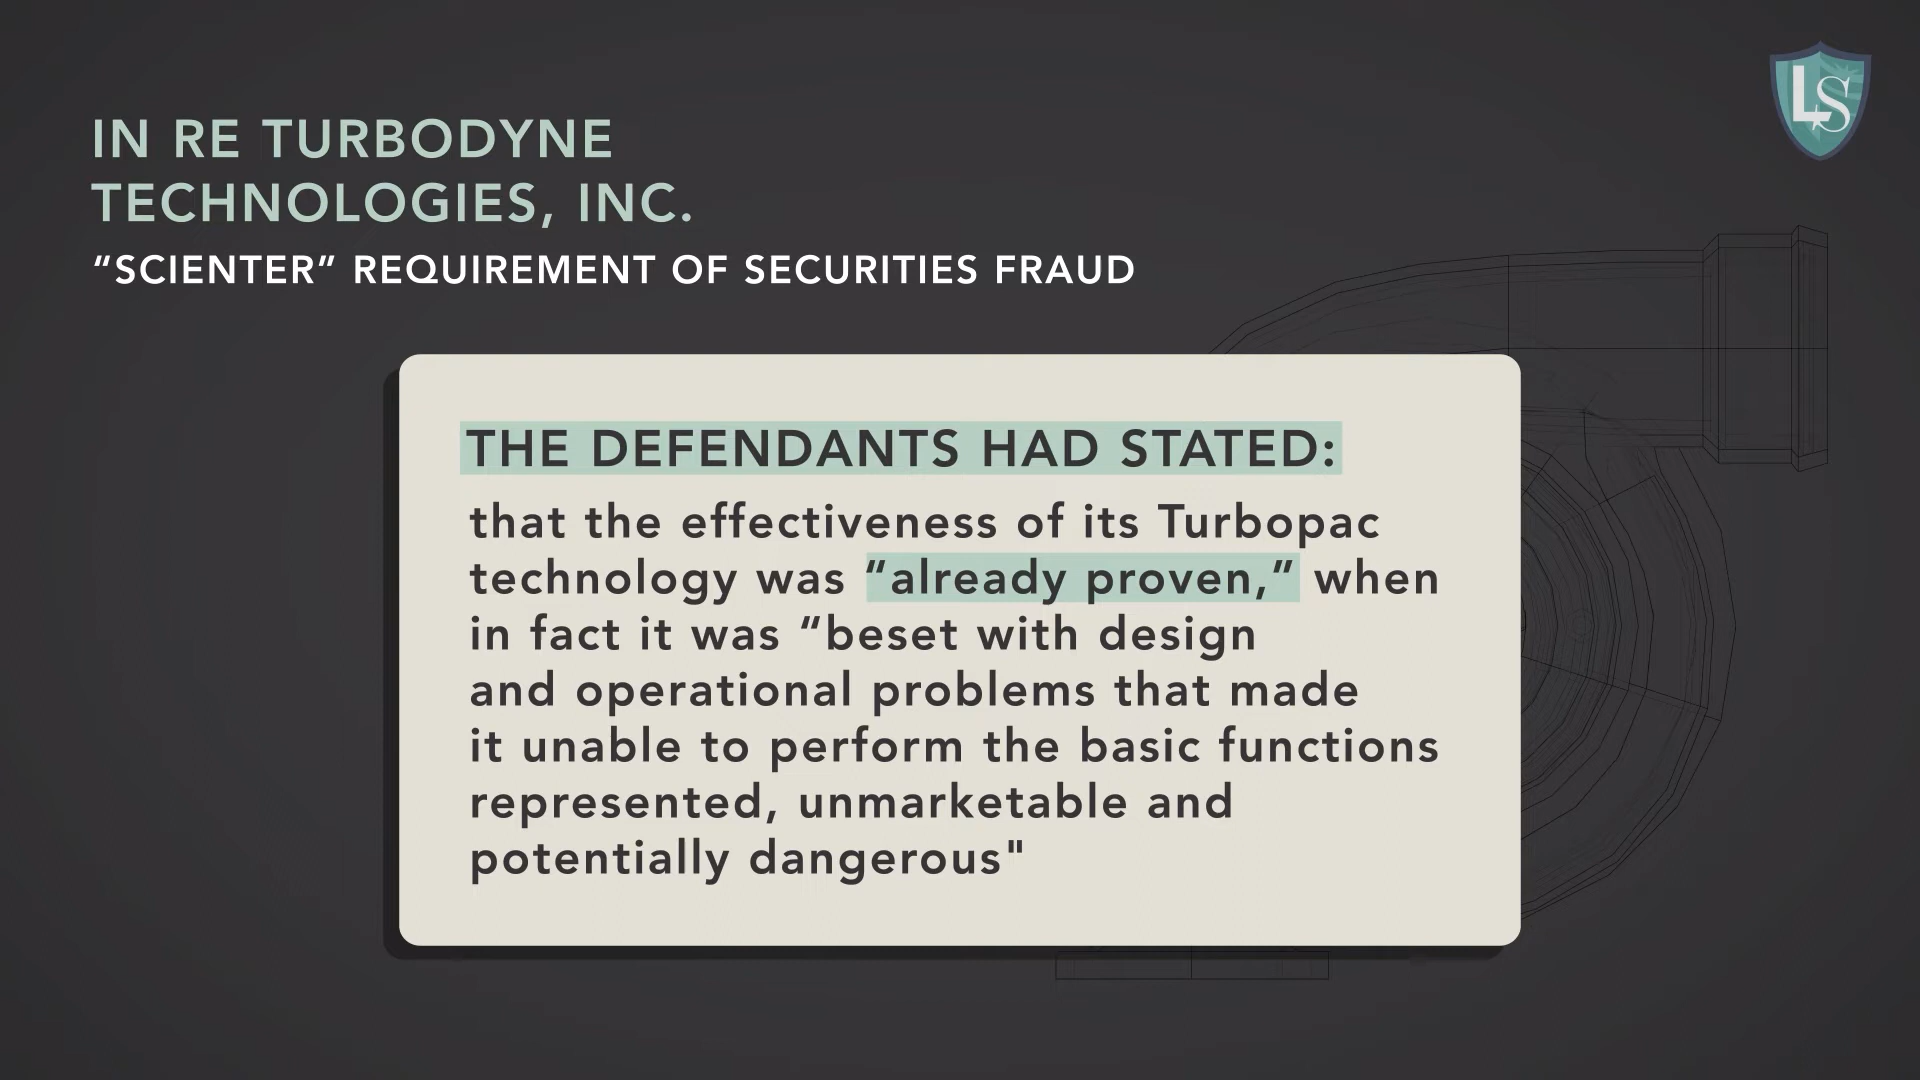 IN RE TURBODYNE
TECHNOLOGIES, INC.
“SCIENTER” REQUIREMENT OF SECURITIES FRAUD
LS
THE DEFENDANTS HAD STATED:
that the effectiveness of its Turbopac
technology was “already proven,” when
in fact it was “beset with design
and operational problems that made
it unable to perform the basic functions
represented, unmarketable and
potentially dangerous"